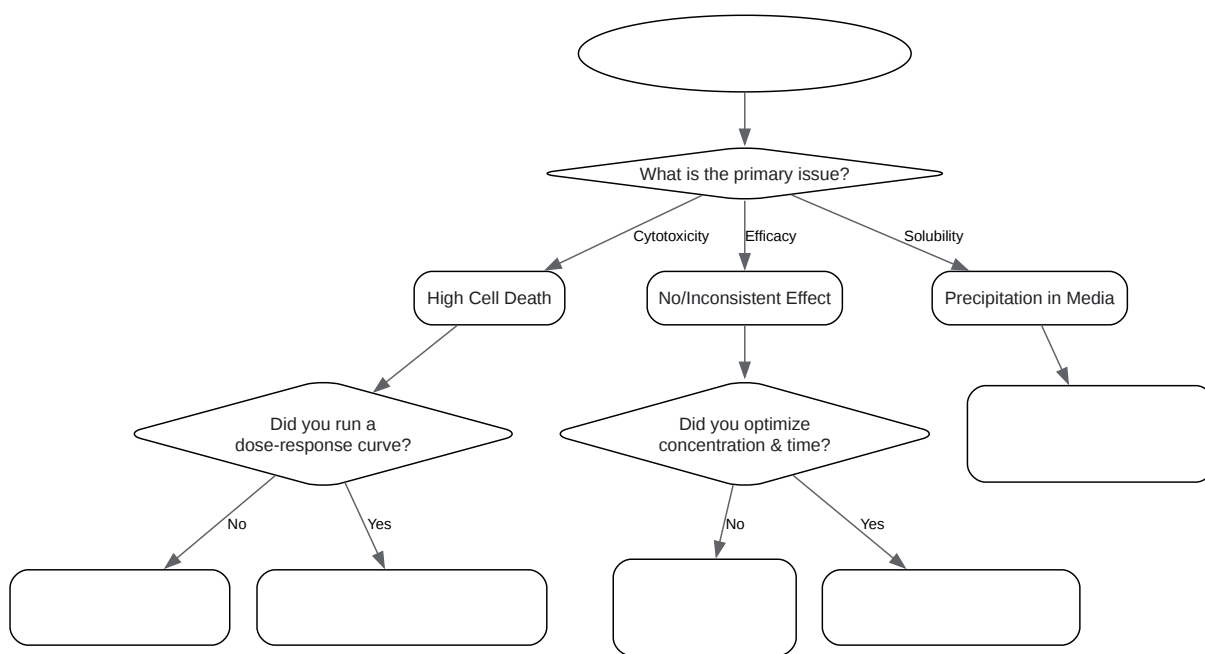 What is the primary issue?
Cytotoxicity
Efficacy
Solubility
High Cell Death
No/Inconsistent Effect
Precipitation in Media
Did you run a
dose-response curve?
Did you optimize
concentration & time?
No
Yes
No
Yes